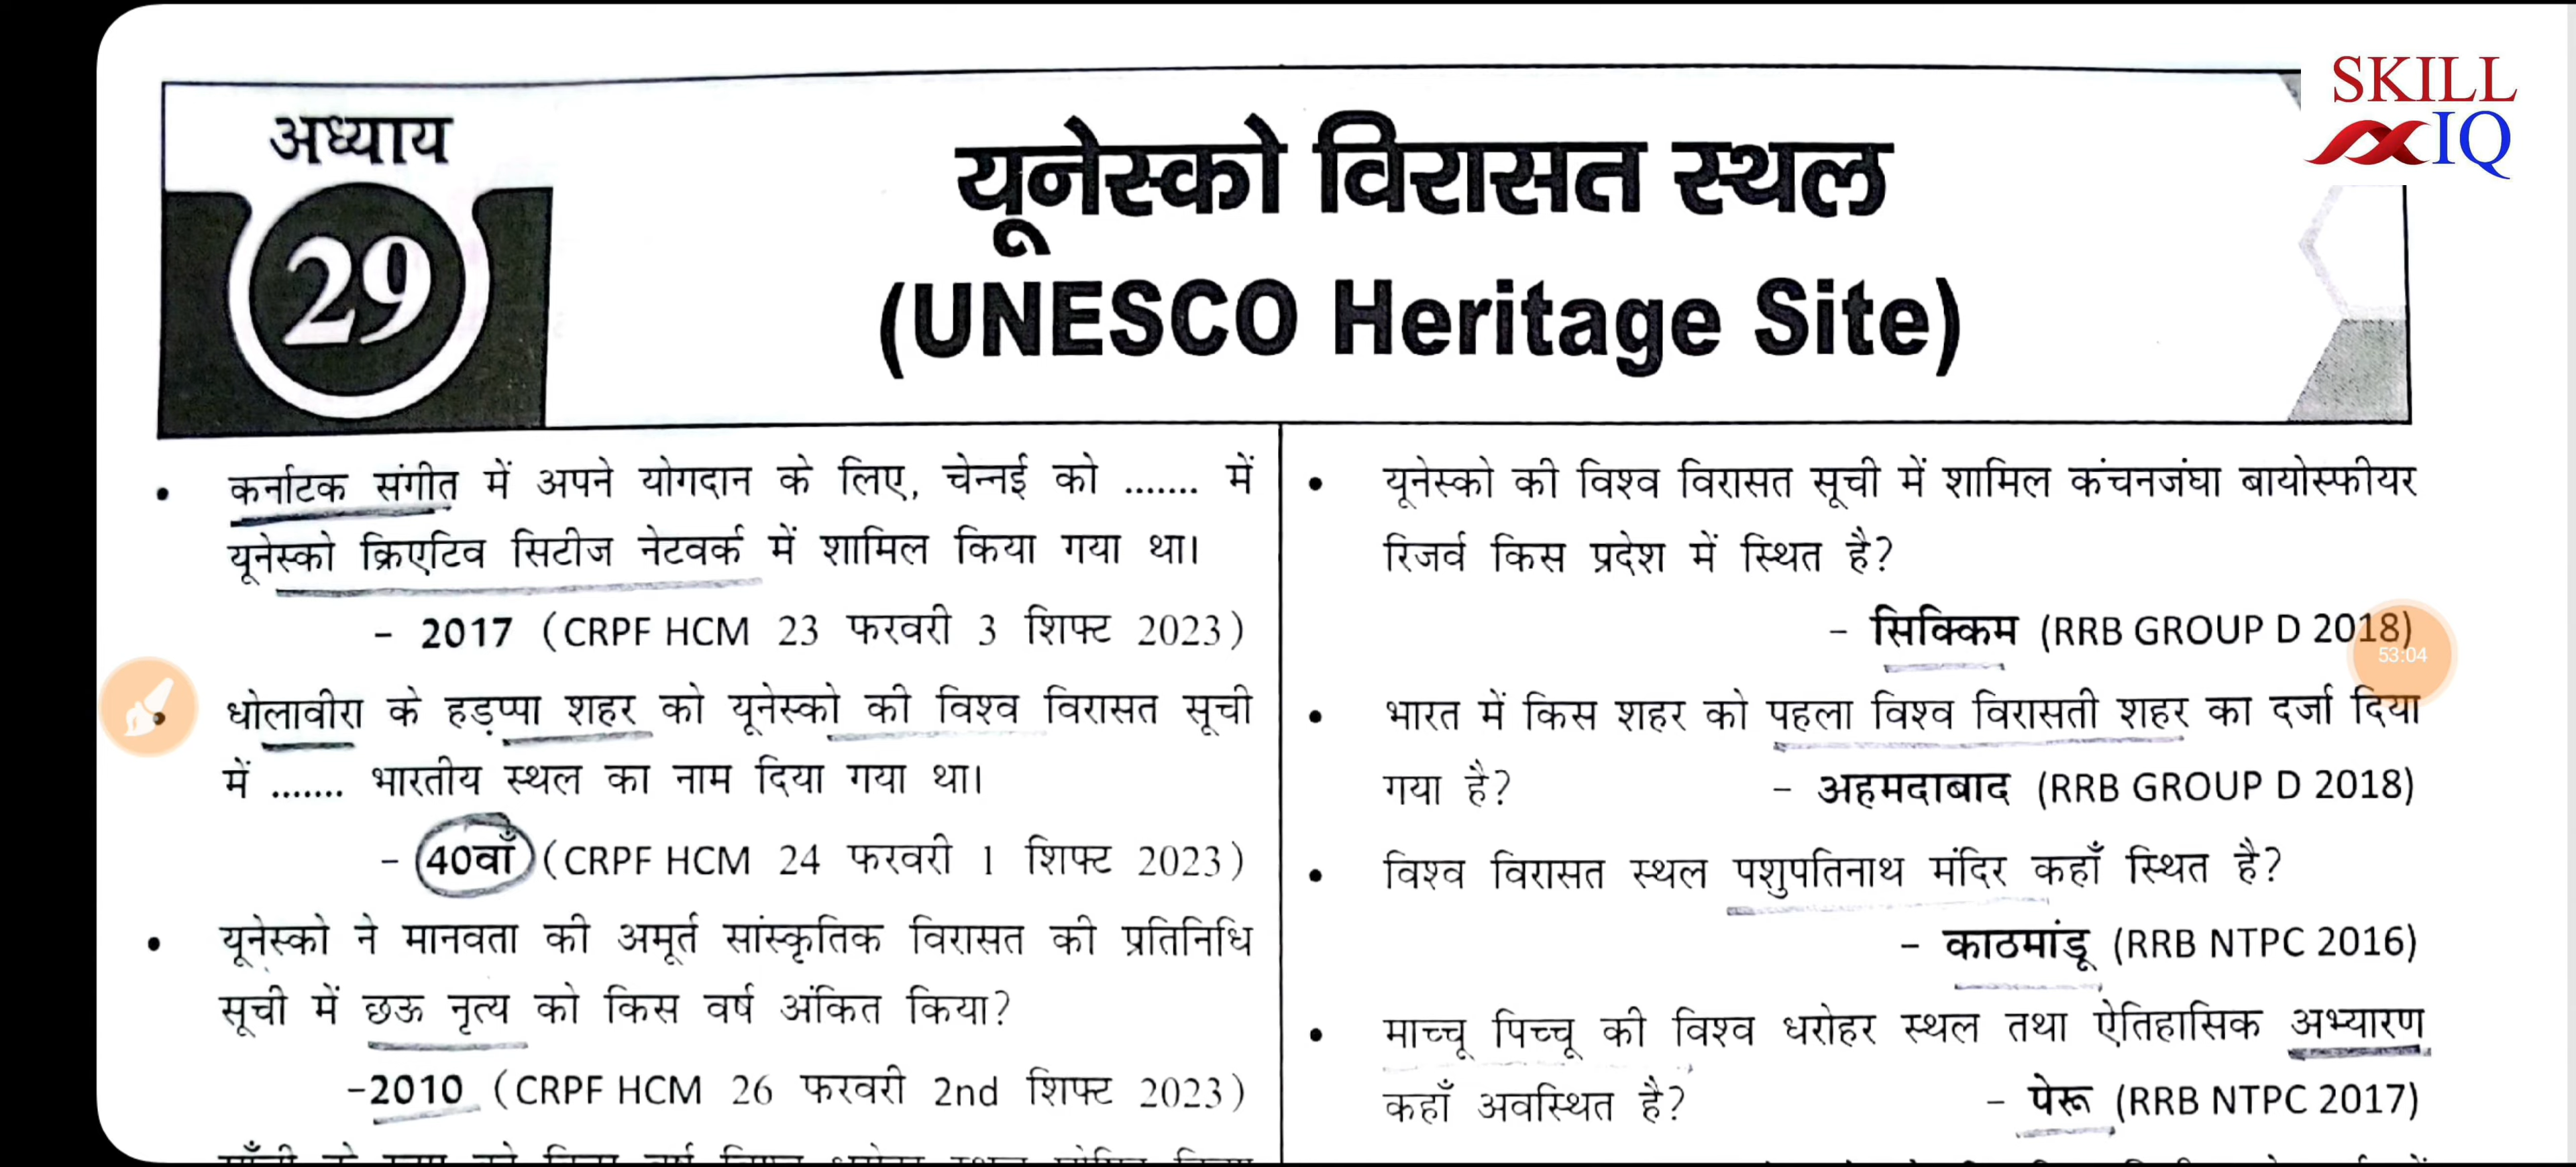 SKILL
IQ
अध्याय
29
यूनेस्को विरासत स्थल
(UNESCO Heritage Site)
• कर्नाटक संगीत में अपने योगदान के लिए, चेन्नई को ....... में
यूनेस्को क्रिएटिव सिटीज नेटवर्क में शामिल किया गया था।
- 2017 (CRPF HCM 23 फरवरी 3 शिफ्ट 2023)
• धोलावीरा के हड़प्पा शहर को यूनेस्को की विश्व विरासत सूची
में ....... भारतीय स्थल का नाम दिया गया था।
- 40वाँ (CRPF HCM 24 फरवरी 1 शिफ्ट 2023)
• यूनेस्को ने मानवता की अमूर्त सांस्कृतिक विरासत की प्रतिनिधि
सूची में छऊ नृत्य को किस वर्ष अंकित किया?
-2010 (CRPF HCM 26 फरवरी 2nd शिफ्ट 2023)
• यूनेस्को की विश्व विरासत सूची में शामिल कंचनजंघा बायोस्फीयर
रिजर्व किस प्रदेश में स्थित है?
- सिक्किम (RRB GROUP D 2018)
53:04
• भारत में किस शहर को पहला विश्व विरासती शहर का दर्जा दिया
गया है? - अहमदाबाद (RRB GROUP D 2018)
• विश्व विरासत स्थल पशुपतिनाथ मंदिर कहाँ स्थित है?
- काठमांडू (RRB NTPC 2016)
• माच्चू पिच्चू की विश्व धरोहर स्थल तथा ऐतिहासिक अभ्यारण
कहाँ अवस्थित है? - पेरू (RRB NTPC 2017)